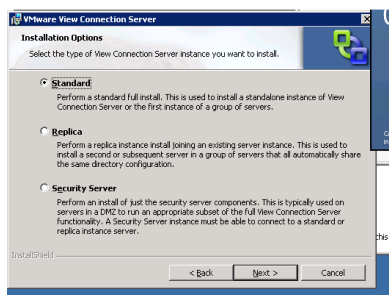 VMware View Connection Server
Installation Options
Select the type of View Connection Server instance you want to install.
Standard
Perform a standard full install. This is used to install a standalone instance of View
Connection Server or the first instance of a group of servers.
Replica
Perform a replica instance install joining an existing server instance. This is used to
install a second or subsequent server in a group of servers that all automatically share
the same directory configuration.
Security Server
Perform an install of just the security server components. This is typically used on
servers in a DMZ to run an appropriate subset of the full View Connection Server
functionality. A Security Server instance must be able to connect to a standard or
replica instance server.
InstallShield
< Back
Next >
Cancel